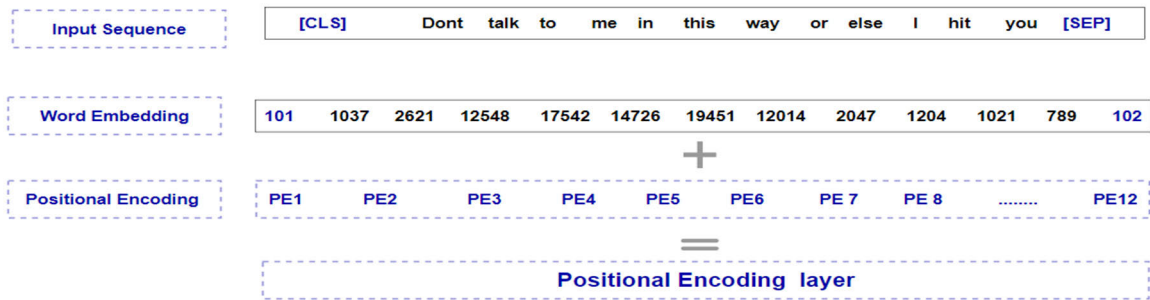 Input Sequence [CLS] Dont talk to me in this way or else I hit you [SEP]
Word Embedding 101 1037 2621 12548 17542 14726 19451 12014 2047 1204 1021 789 102
+
Positional Encoding PE1 PE2 PE3 PE4 PE5 PE6 PE 7 PE 8 ........ PE12
=
Positional Encoding layer